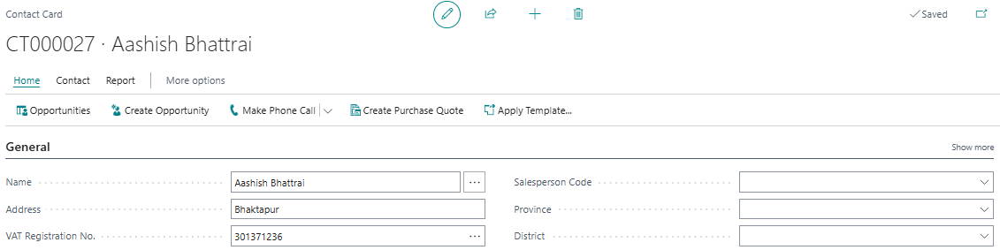 Contact Card
Saved
CT000027 · Aashish Bhattrai
Home Contact Report More options
Opportunities Create Opportunity Make Phone Call Create Purchase Quote Apply Template...
General Show more
Name Aashish Bhattrai ... Salesperson Code
Address Bhaktapur Province
VAT Registration No. 301371236 ... District